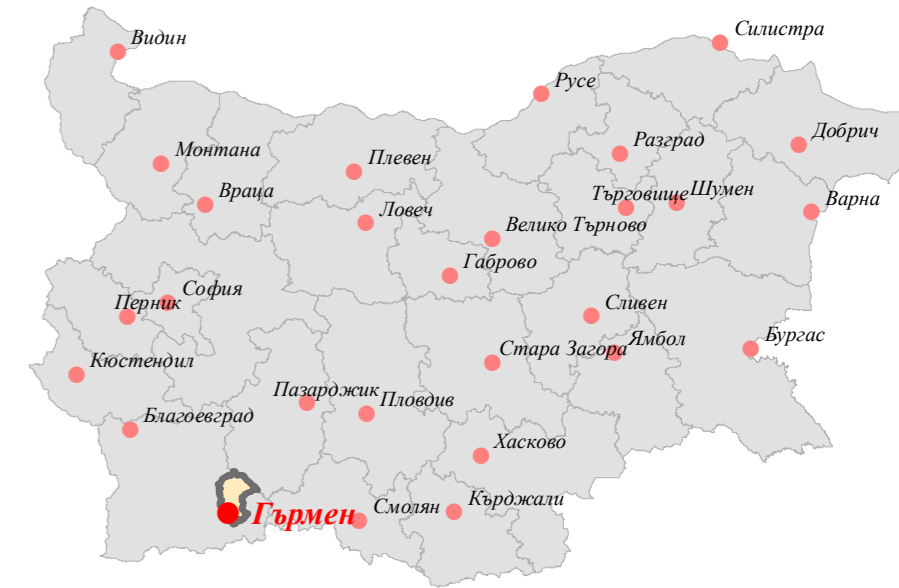 Силистра
Видин
Русе
Добрич
Разград
Монтана
Плевен
Търговище
Шумен
Враца
Варна
Ловеч
Велико Търново
Габрово
София
Перник
Сливен
Бургас
Ямбол
Стара Загора
Кюстендил
Пазарджик
Пловдив
Благоевград
Хасково
Кърджали
Смолян
Гърмен